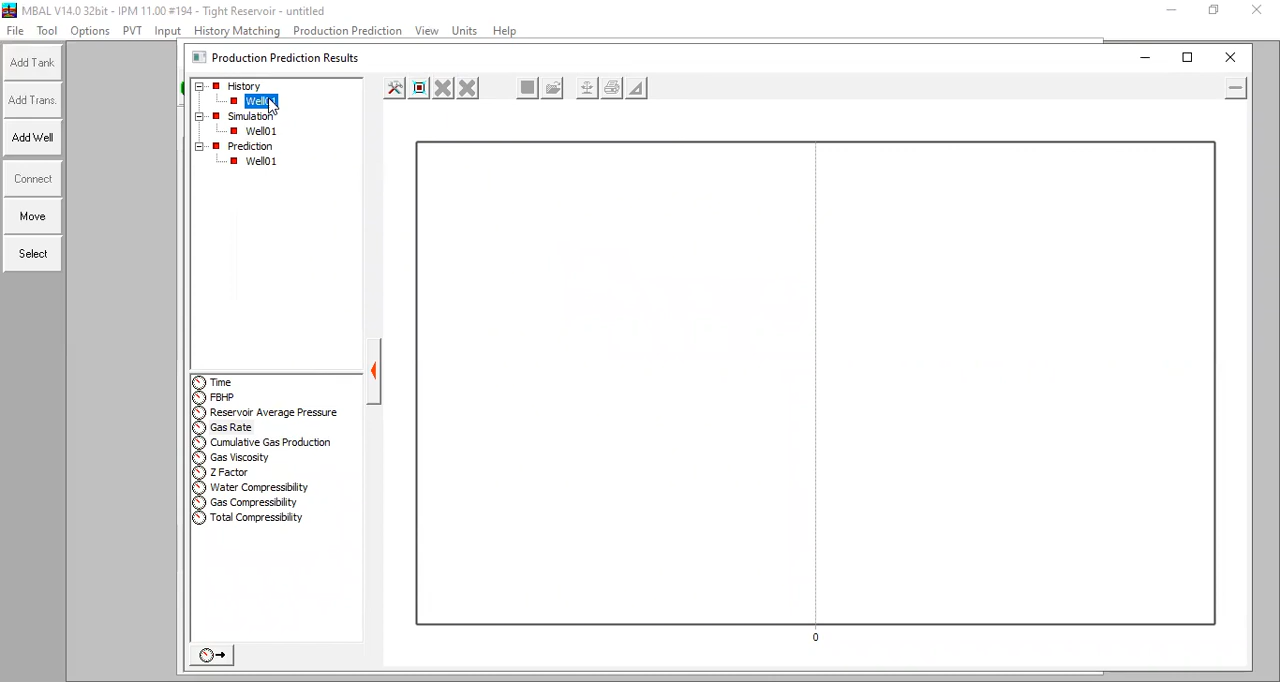 MBAL V14.0 32bit - IPM 11.00 #194 - Tight Reservoir - untitled
File Tool Options PVT Input History Matching Production Prediction View Units Help
Add Tank
Add Trans.
Add Well
Connect
Move
Select
Production Prediction Results
History
Well01
Simulation
Well01
Prediction
Well01
Time
FBHP
Reservoir Average Pressure
Gas Rate
Cumulative Gas Production
Gas Viscosity
Z Factor
Water Compressibility
Gas Compressibility
Total Compressibility
0